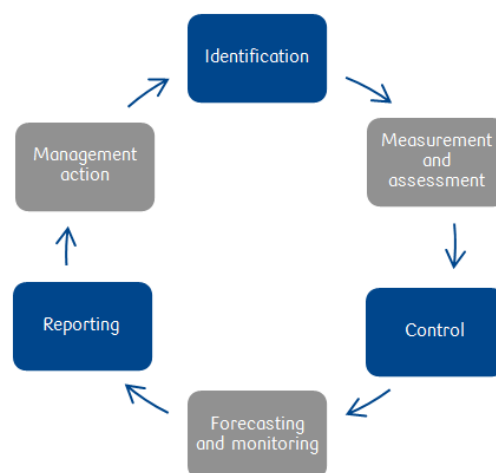 Identification
Measurement
and
assessment
Control
Forecasting
and monitoring
Reporting
Management
action